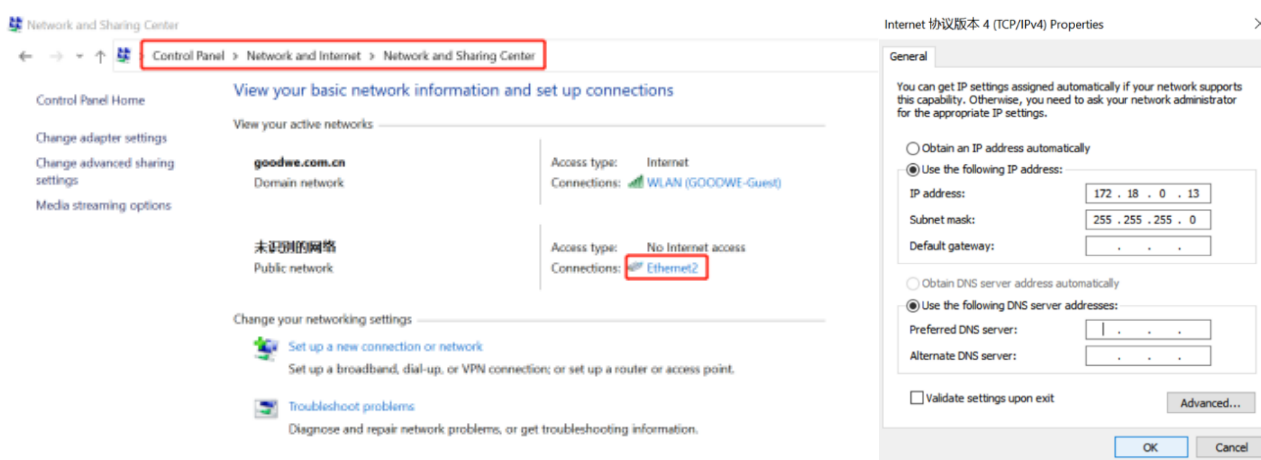 Network and Sharing Center
Control Panel > Network and Internet > Network and Sharing Center
Control Panel Home
Change adapter settings
Change advanced sharing
settings
Media streaming options
View your basic network information and set up connections
View your active networks
goodwe.com.cn
Domain network
Access type: Internet
Connections: WLAN (GOODWE-Guest)
未识别的网络
Public network
Access type: No Internet access
Connections: Ethernet2
Change your networking settings
Set up a new connection or network
Set up a broadband, dial-up, or VPN connection; or set up a router or access point.
Troubleshoot problems
Diagnose and repair network problems, or get troubleshooting information.
Internet 协议版本 4 (TCP/IPv4) Properties
General
You can get IP settings assigned automatically if your network supports
this capability. Otherwise, you need to ask your network administrator
for the appropriate IP settings.
Obtain an IP address automatically
Use the following IP address:
IP address: 172 . 18 . 0 . 13
Subnet mask: 255 . 255 . 255 . 0
Default gateway: . . .
Obtain DNS server address automatically
Use the following DNS server addresses:
Preferred DNS server: . . .
Alternate DNS server: . . .
Validate settings upon exit
Advanced...
OK
Cancel